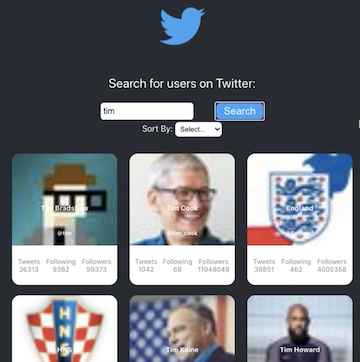 Search for users on Twitter:
tim
Search
Sort By: Select...
Tim Bradshaw
Tim Cook
England
@tim
@tim_cook
@England
Tweets Following Followers
26313 9382 99373
Tweets Following Followers
1042 68 11948048
Tweets Following Followers
38851 462 4005358
HNS
Tim Kaine
Tim Howard